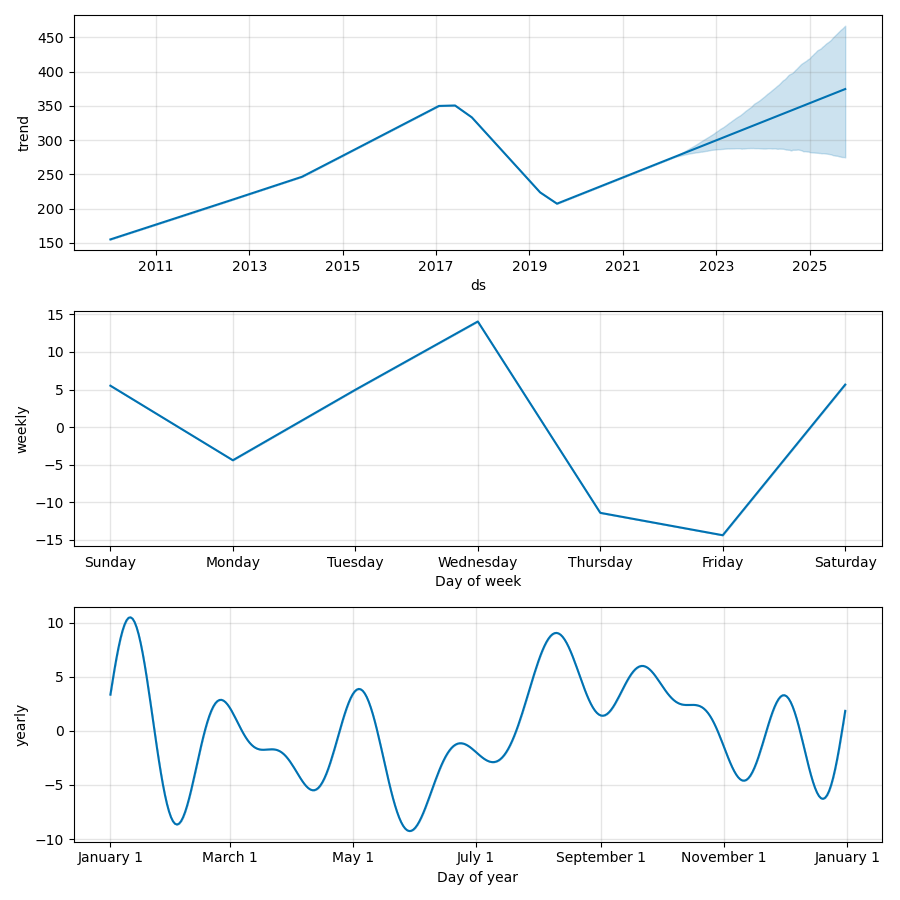 450
400
350
300
250
200
150
trend
2011 2013 2015 2017 2019 2021 2023 2025
ds
15
10
5
0
−5
−10
−15
weekly
Sunday Monday Tuesday Wednesday Thursday Friday Saturday
Day of week
10
5
0
−5
−10
yearly
January 1 March 1 May 1 July 1 September 1 November 1 January 1
Day of year